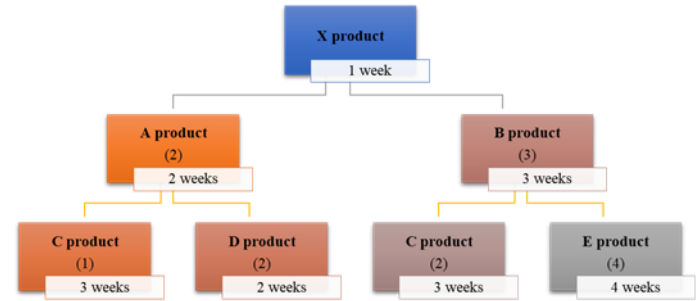 X product
1 week
A product
(2)
2 weeks
B product
(3)
3 weeks
C product
(1)
3 weeks
D product
(2)
2 weeks
C product
(2)
3 weeks
E product
(4)
4 weeks